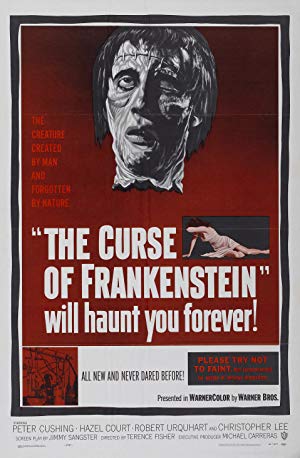 THE
CREATURE
CREATED
BY MAN
AND
FORGOTTEN
BY NATURE.
"THE CURSE
OF FRANKENSTEIN"
will haunt you forever!
PLEASE TRY NOT
TO FAINT.
ALL NEW AND NEVER DARED BEFORE!
Presented in WARNERCOLOR by WARNER BROS.
STARRING
PETER CUSHING · HAZEL COURT · ROBERT URQUHART AND CHRISTOPHER LEE
SCREEN PLAY BY JIMMY SANGSTER DIRECTED BY TERENCE FISHER EXECUTIVE PRODUCER MICHAEL CARRERAS